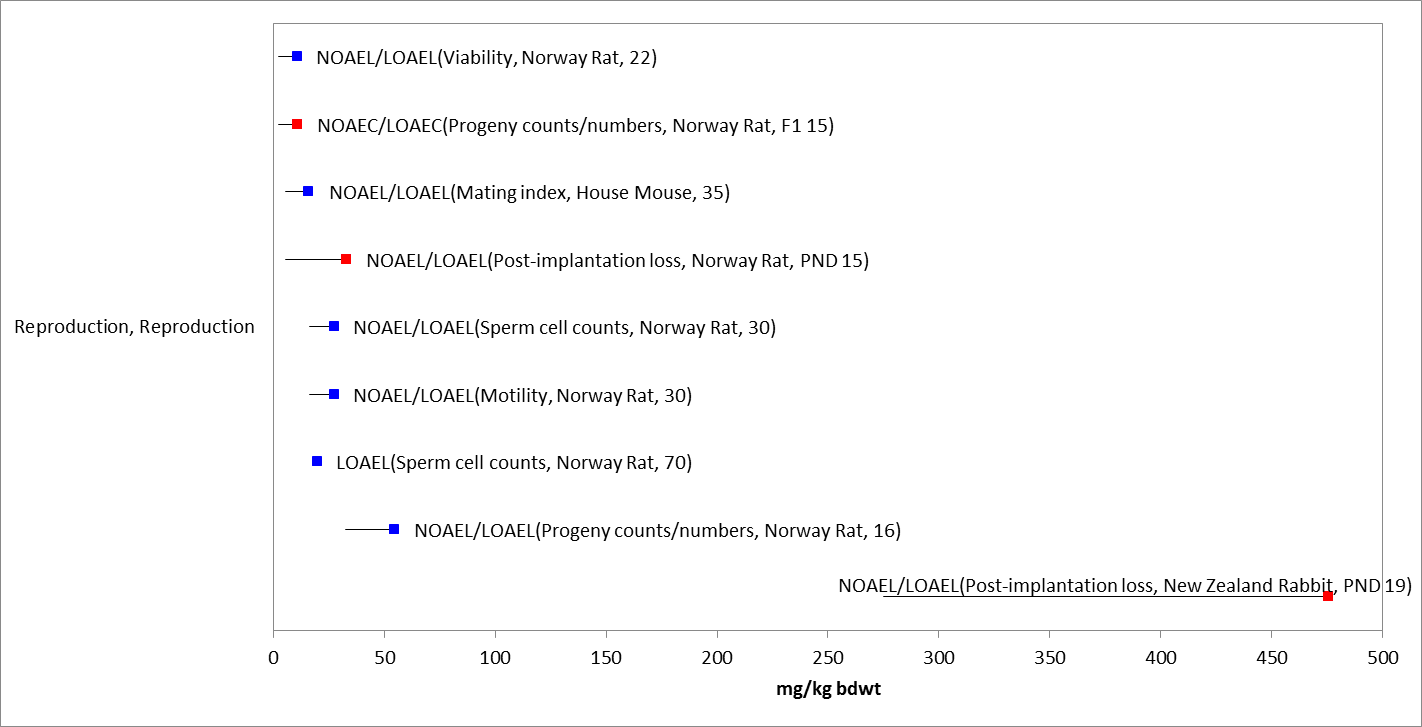 NOAEL/LOAEL(Viability, Norway Rat, 22)
NOAEC/LOAEC(Progeny counts/numbers, Norway Rat, F1 15)
NOAEL/LOAEL(Mating index, House Mouse, 35)
NOAEL/LOAEL(Post-implantation loss, Norway Rat, PND 15)
Reproduction, Reproduction
NOAEL/LOAEL(Sperm cell counts, Norway Rat, 30)
NOAEL/LOAEL(Motility, Norway Rat, 30)
LOAEL(Sperm cell counts, Norway Rat, 70)
NOAEL/LOAEL(Progeny counts/numbers, Norway Rat, 16)
NOAEL/LOAEL(Post-implantation loss, New Zealand Rabbit, PND 19)
0 50 100 150 200 250 300 350 400 450 500
mg/kg bdwt